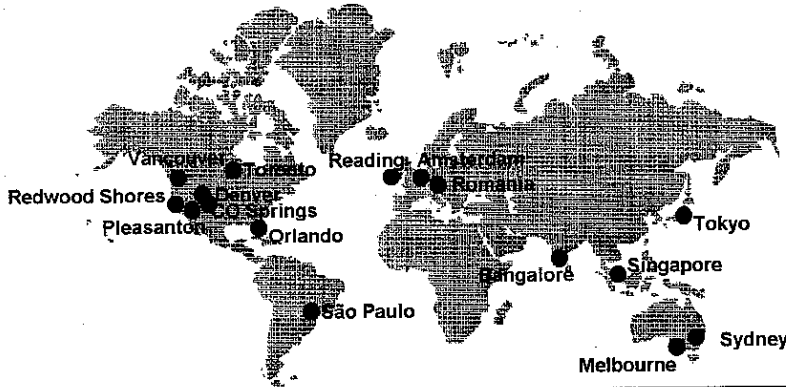 Vancouver
Toronto
Reading
Amsterdam
Romania
Redwood Shores
Denver
CO Springs
Pleasanton
Orlando
Tokyo
Bangalore
Singapore
São Paulo
Sydney
Melbourne